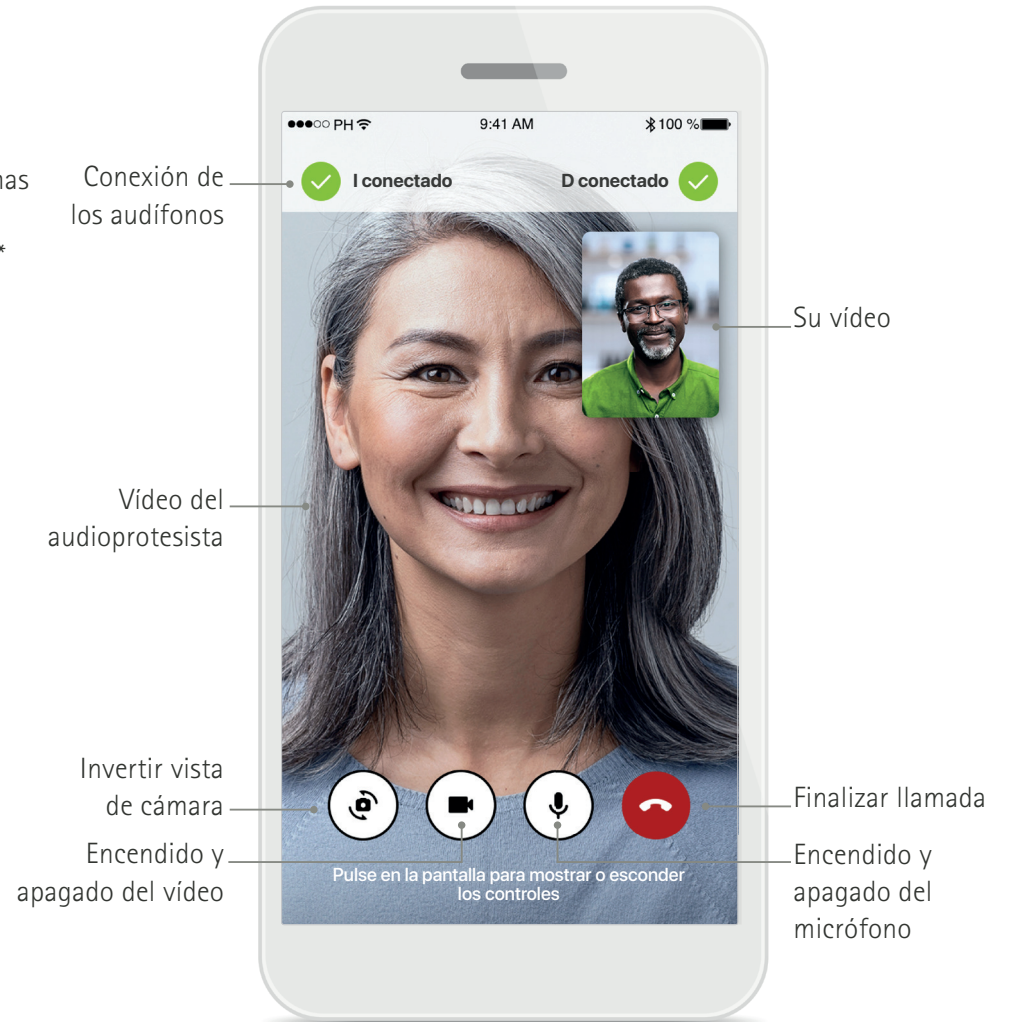 PH
9:41 AM
100 %
I conectado
D conectado
Conexión de
los audífonos
*
Su vídeo
Vídeo del
audioprotesista
Invertir vista
de cámara
Finalizar llamada
Encendido y
apagado del vídeo
Encendido y
apagado del
micrófono
Pulse en la pantalla para mostrar o esconder
los controles